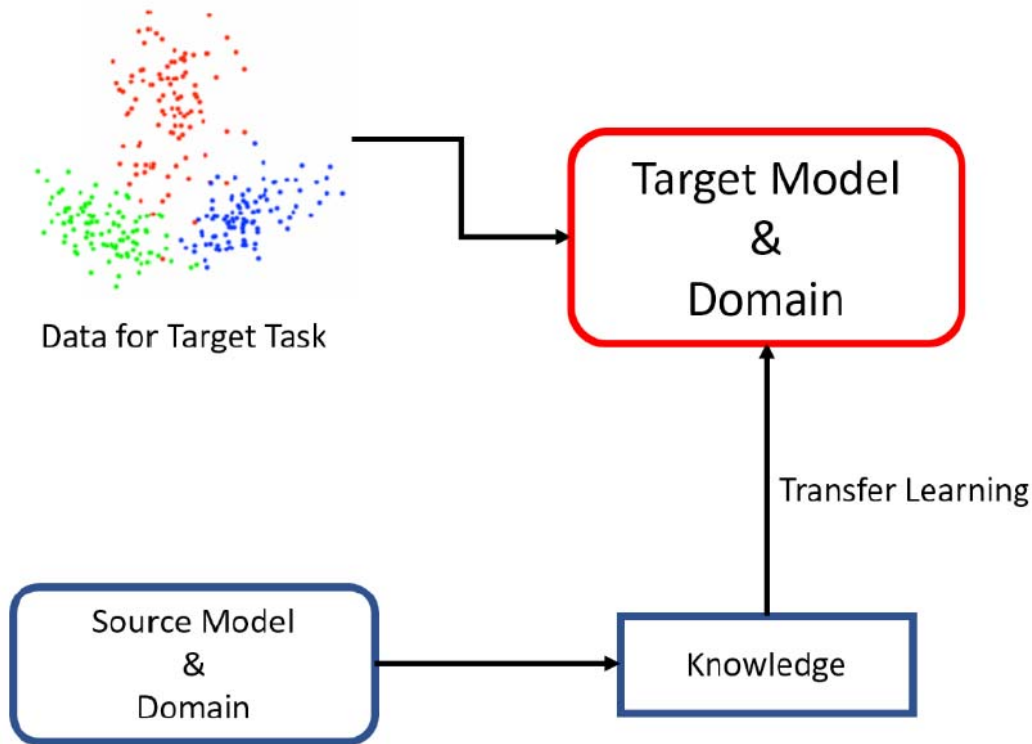 Target Model
&
Domain
Data for Target Task
Transfer Learning
Source Model
&
Domain
Knowledge